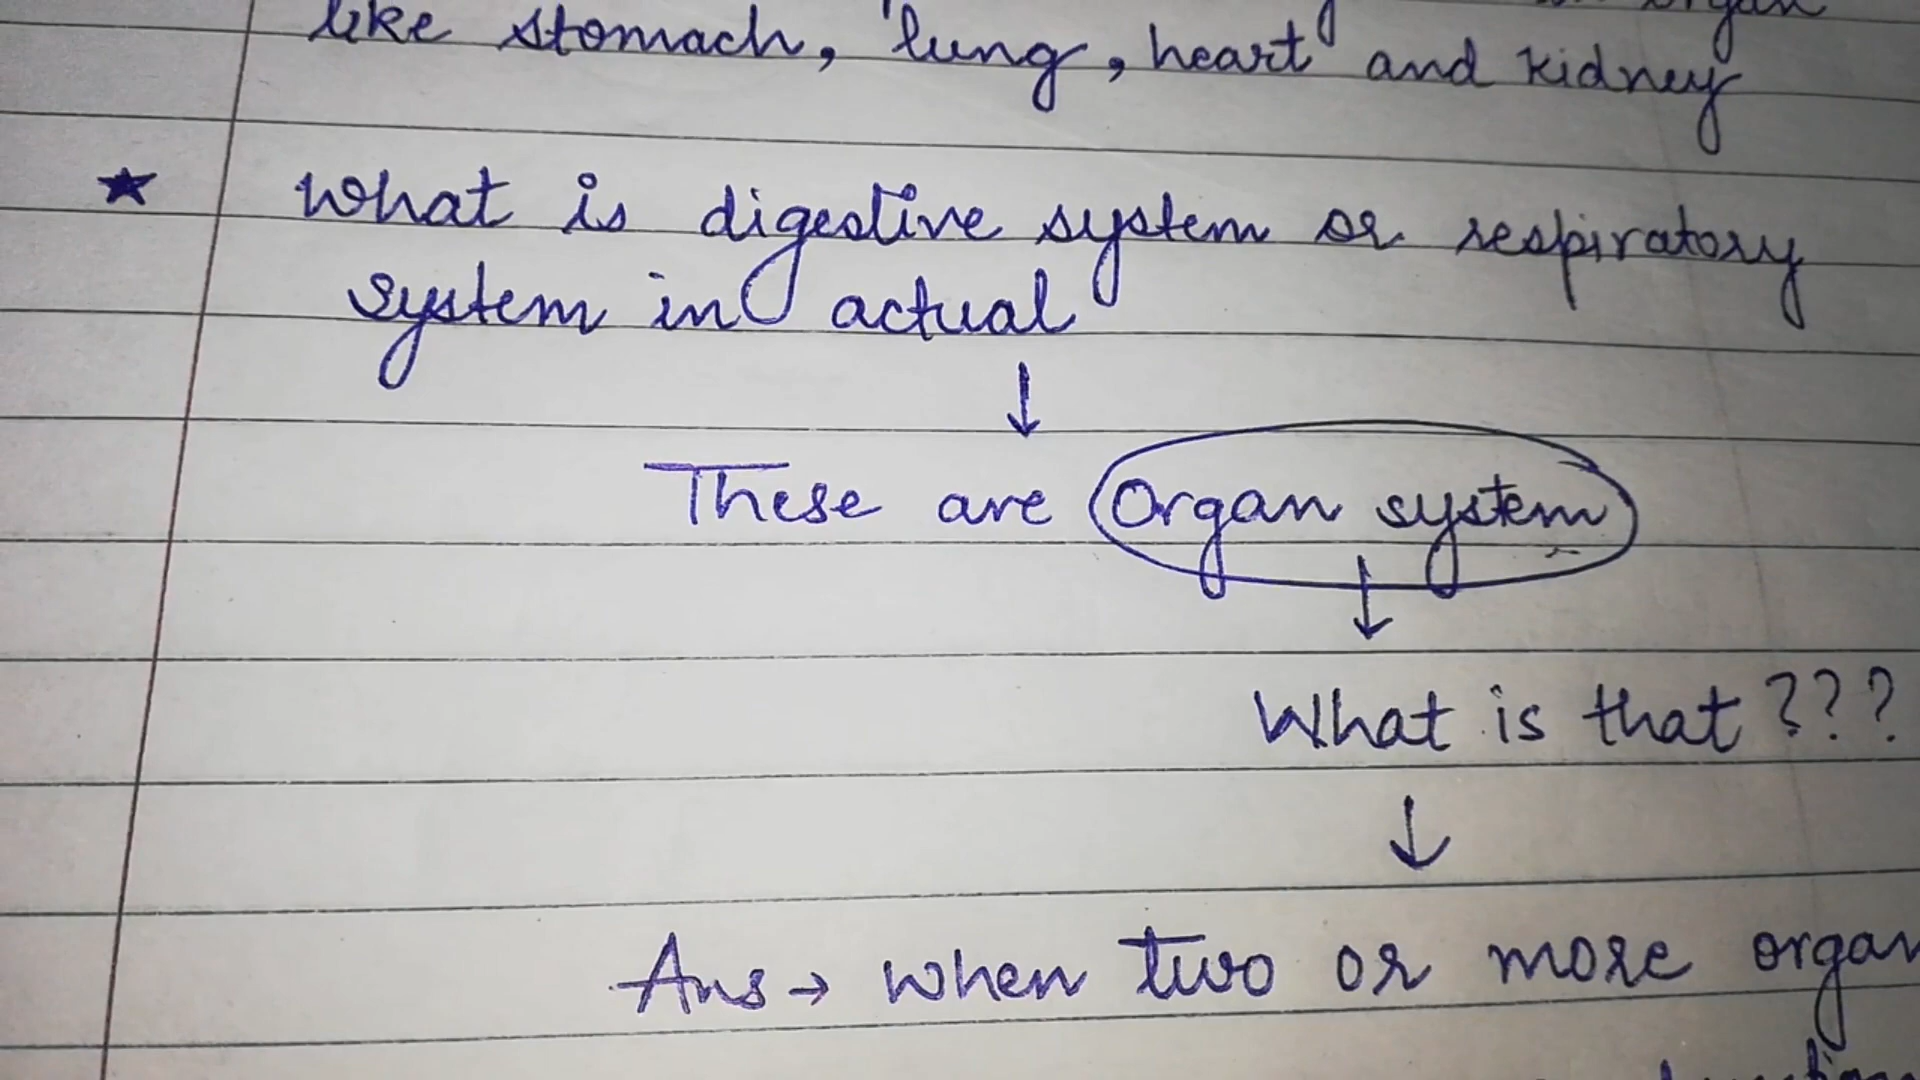 organ
like stomach, lung, heart and kidney
★ What is digestive system or respiratory
system in actual
↓
These are Organ system
↓
What is that ???
↓
Ans → when two or more organ